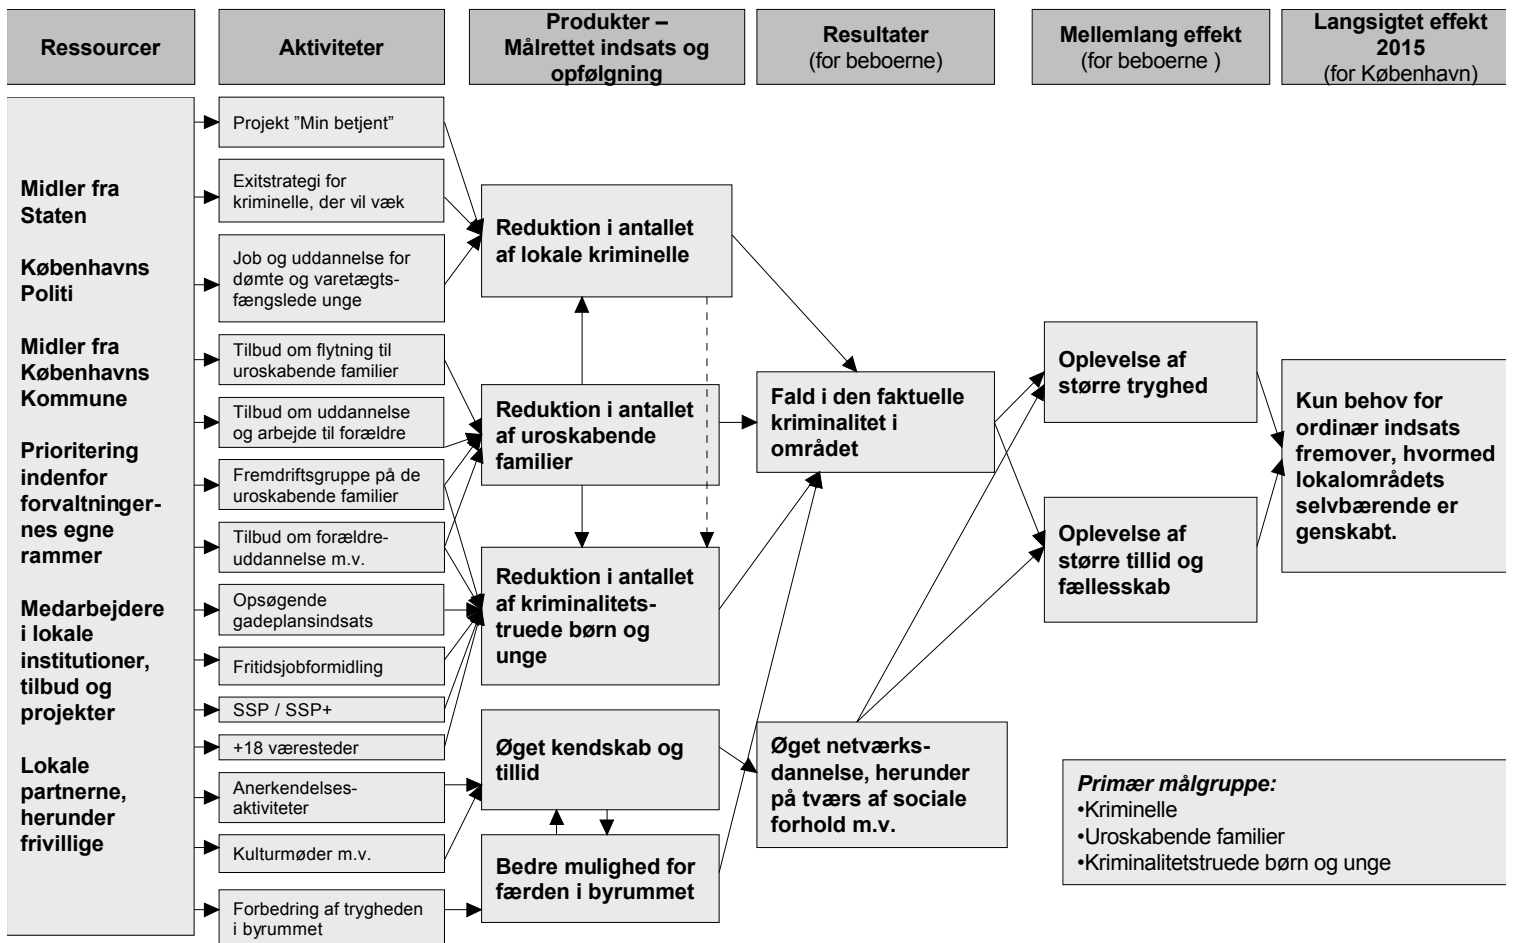 Ressourcer
Aktiviteter
Produkter –
Målrettet indsats og
opfølgning
Resultater
(for beboerne)
Mellemlang effekt
(for beboerne )
Langsigtet effekt
2015
(for København)
Midler fra
Staten
Københavns
Politi
Midler fra
Københavns
Kommune
Prioritering
indenfor
forvaltninger-
nes egne
rammer
Medarbejdere
i lokale
institutioner,
tilbud og
projekter
Lokale
partnerne,
herunder
frivillige
Projekt ”Min betjent”
Exitstrategi for
kriminelle, der vil væk
Job og uddannelse for
dømte og varetægts-
fængslede unge
Tilbud om flytning til
uroskabende familier
Tilbud om uddannelse
og arbejde til forældre
Fremdriftsgruppe på de
uroskabende familier
Tilbud om forældre-
uddannelse m.v.
Opsøgende
gadeplansindsats
Fritidsjobformidling
SSP / SSP+
+18 væresteder
Anerkendelses-
aktiviteter
Kulturmøder m.v.
Forbedring af trygheden
i byrummet
Reduktion i antallet
af lokale kriminelle
Reduktion i antallet
af uroskabende
familier
Reduktion i antallet
af kriminalitets-
truede børn og
unge
Øget kendskab og
tillid
Bedre mulighed for
færden i byrummet
Fald i den faktuelle
kriminalitet i
området
Øget netværks-
dannelse, herunder
på tværs af sociale
forhold m.v.
Oplevelse af
større tryghed
Oplevelse af
større tillid og
fællesskab
Kun behov for
ordinær indsats
fremover, hvormed
lokalområdets
selvbærende er
genskabt.
Primær målgruppe:
•Kriminelle
•Uroskabende familier
•Kriminalitetstruede børn og unge